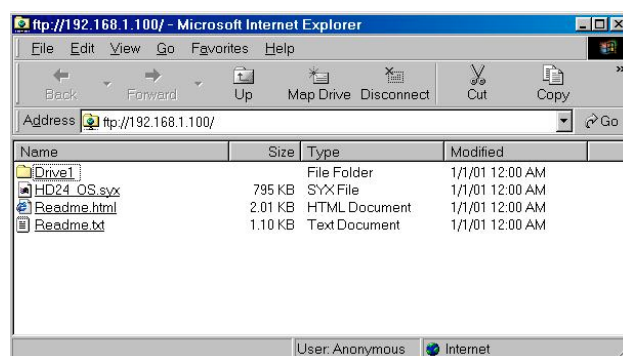 ftp://192.168.1.100/ - Microsoft Internet Explorer
File Edit View Go Favorites Help
Back Forward Up Map Drive Disconnect Cut Copy »
Address ftp://192.168.1.100/ Go
Name Size Type Modified
Drive1 File Folder 1/1/01 12:00 AM
HD24_OS.syx 795 KB SYX File 1/1/01 12:00 AM
Readme.html 2.01 KB HTML Document 1/1/01 12:00 AM
Readme.txt 1.10 KB Text Document 1/1/01 12:00 AM
User: Anonymous Internet